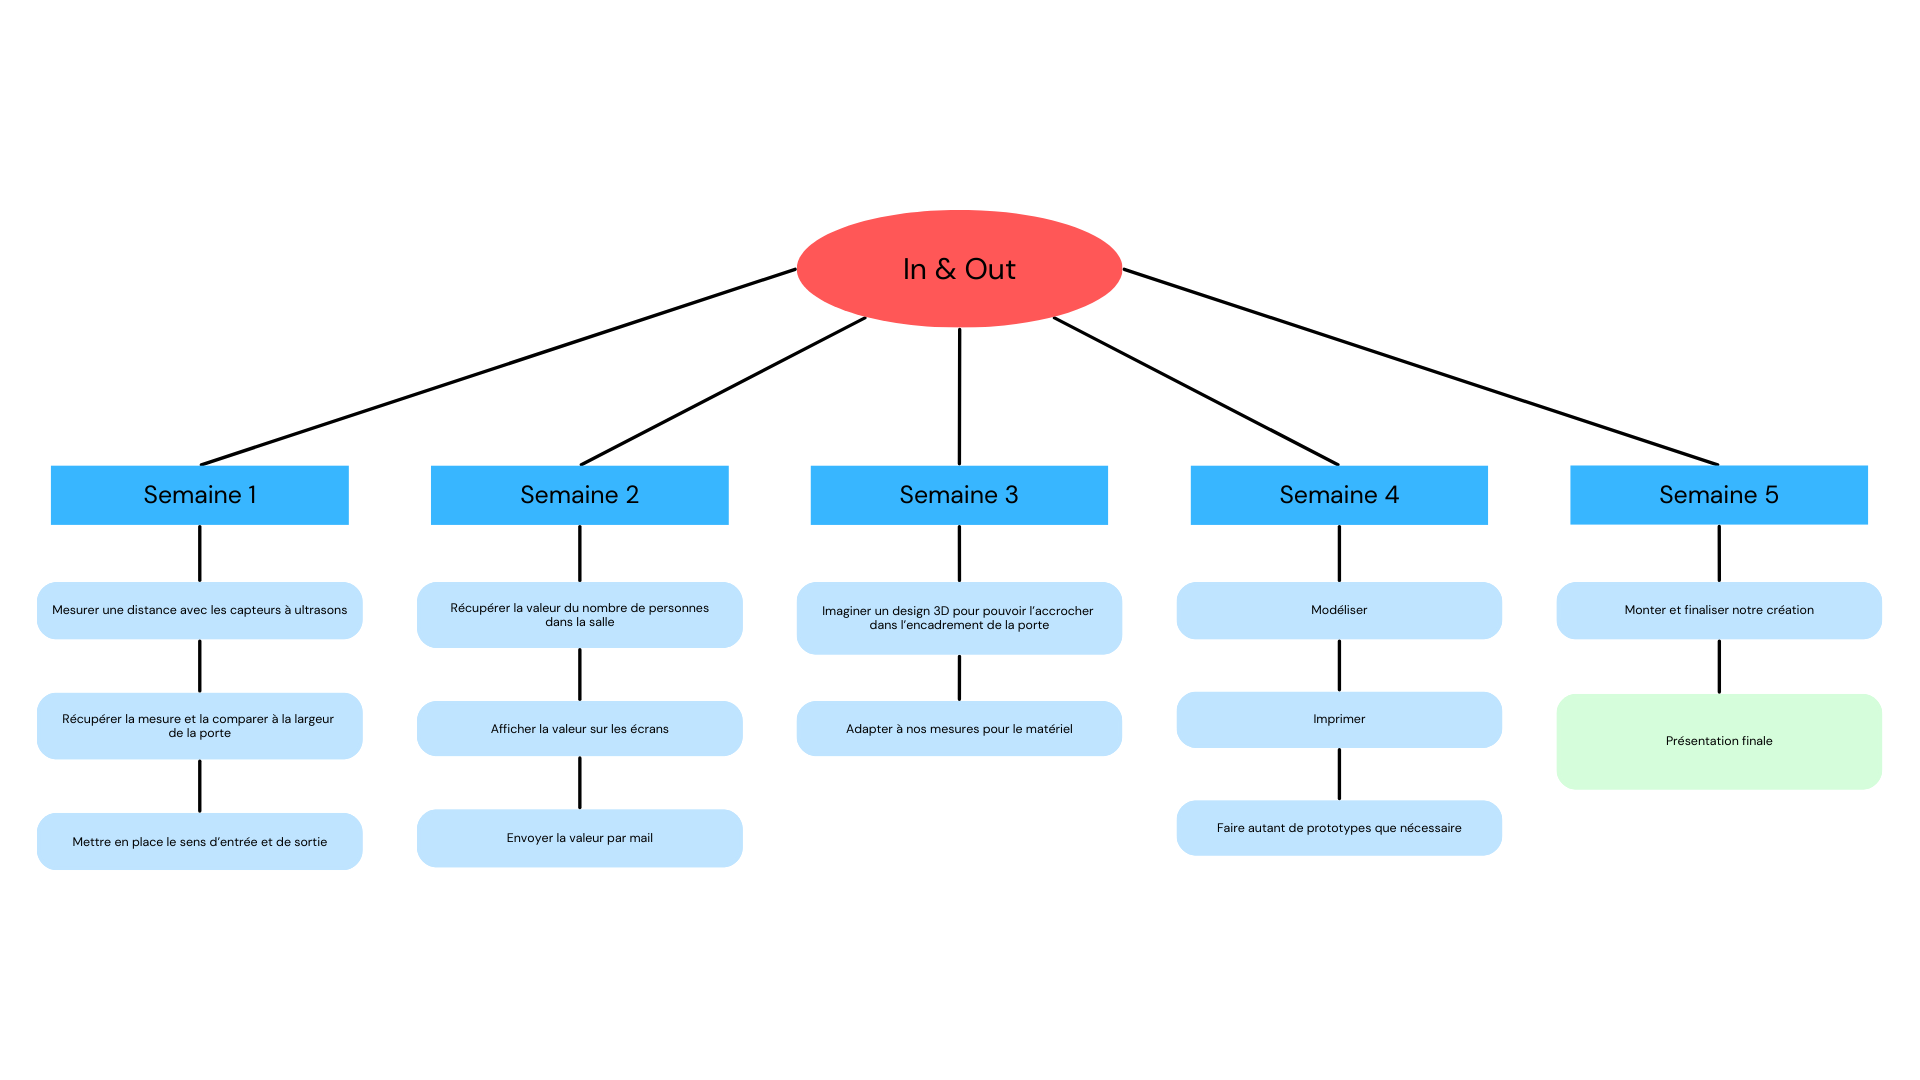 In & Out
Semaine 1
Mesurer une distance avec les capteurs à ultrasons
Récupérer la mesure et la comparer à la largeur
de la porte
Mettre en place le sens d’entrée et de sortie
Semaine 2
Récupérer la valeur du nombre de personnes
dans la salle
Afficher la valeur sur les écrans
Envoyer la valeur par mail
Semaine 3
Imaginer un design 3D pour pouvoir l’accrocher
dans l’encadrement de la porte
Adapter à nos mesures pour le matériel
Semaine 4
Modéliser
Imprimer
Faire autant de prototypes que nécessaire
Semaine 5
Monter et finaliser notre création
Présentation finale